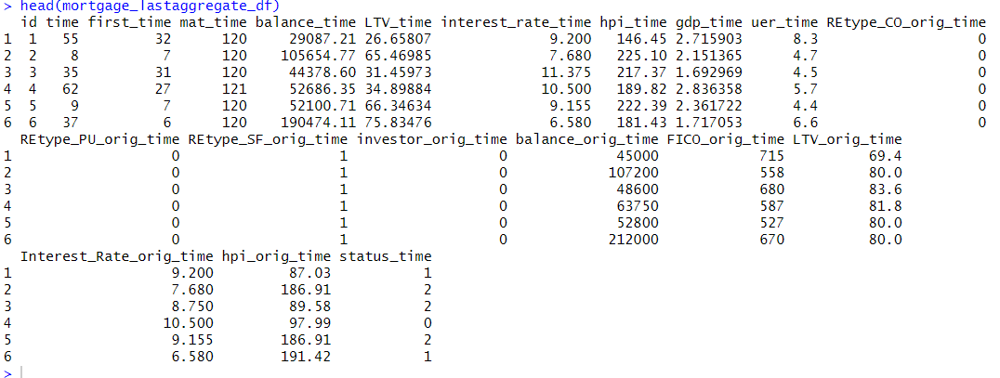 > head(mortgage_lastaggregate_df)
  id time first_time mat_time balance_time LTV_time interest_rate_time hpi_time gdp_time uer_time REtype_CO_orig_time
1  1   55         32      120     29087.21 26.65807              9.200   146.45 2.715903      8.3                   0
2  2    8          7      120    105654.77 65.46985              7.680   225.10 2.151365      4.7                   0
3  3   35         31      120     44378.60 31.45973             11.375   217.37 1.692969      4.5                   0
4  4   62         27      121     52686.35 34.89884             10.500   189.82 2.836358      5.7                   0
5  5    9          7      120     52100.71 66.34634              9.155   222.39 2.361722      4.4                   0
6  6   37          6      120    190474.11 75.83476              6.580   181.43 1.717053      6.6                   0
  REtype_PU_orig_time REtype_SF_orig_time investor_orig_time balance_orig_time FICO_orig_time LTV_orig_time
1                   0                   1                  0             45000            715          69.4
2                   0                   1                  0            107200            558          80.0
3                   0                   1                  0             48600            680          83.6
4                   0                   1                  0             63750            587          81.8
5                   0                   1                  0             52800            527          80.0
6                   0                   1                  0            212000            670          80.0
  Interest_Rate_orig_time hpi_orig_time status_time
1                   9.200         87.03           1
2                   7.680        186.91           2
3                   8.750         89.58           2
4                  10.500         97.99           0
5                   9.155        186.91           2
6                   6.580        191.42           1
>